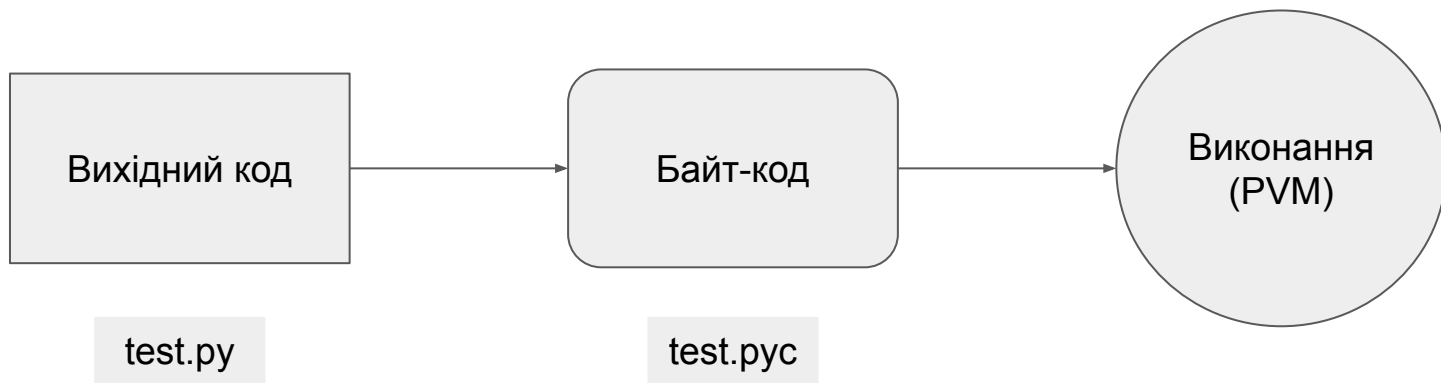 Вихідний код
Байт-код
Виконання
(PVM)
test.py
test.pyc